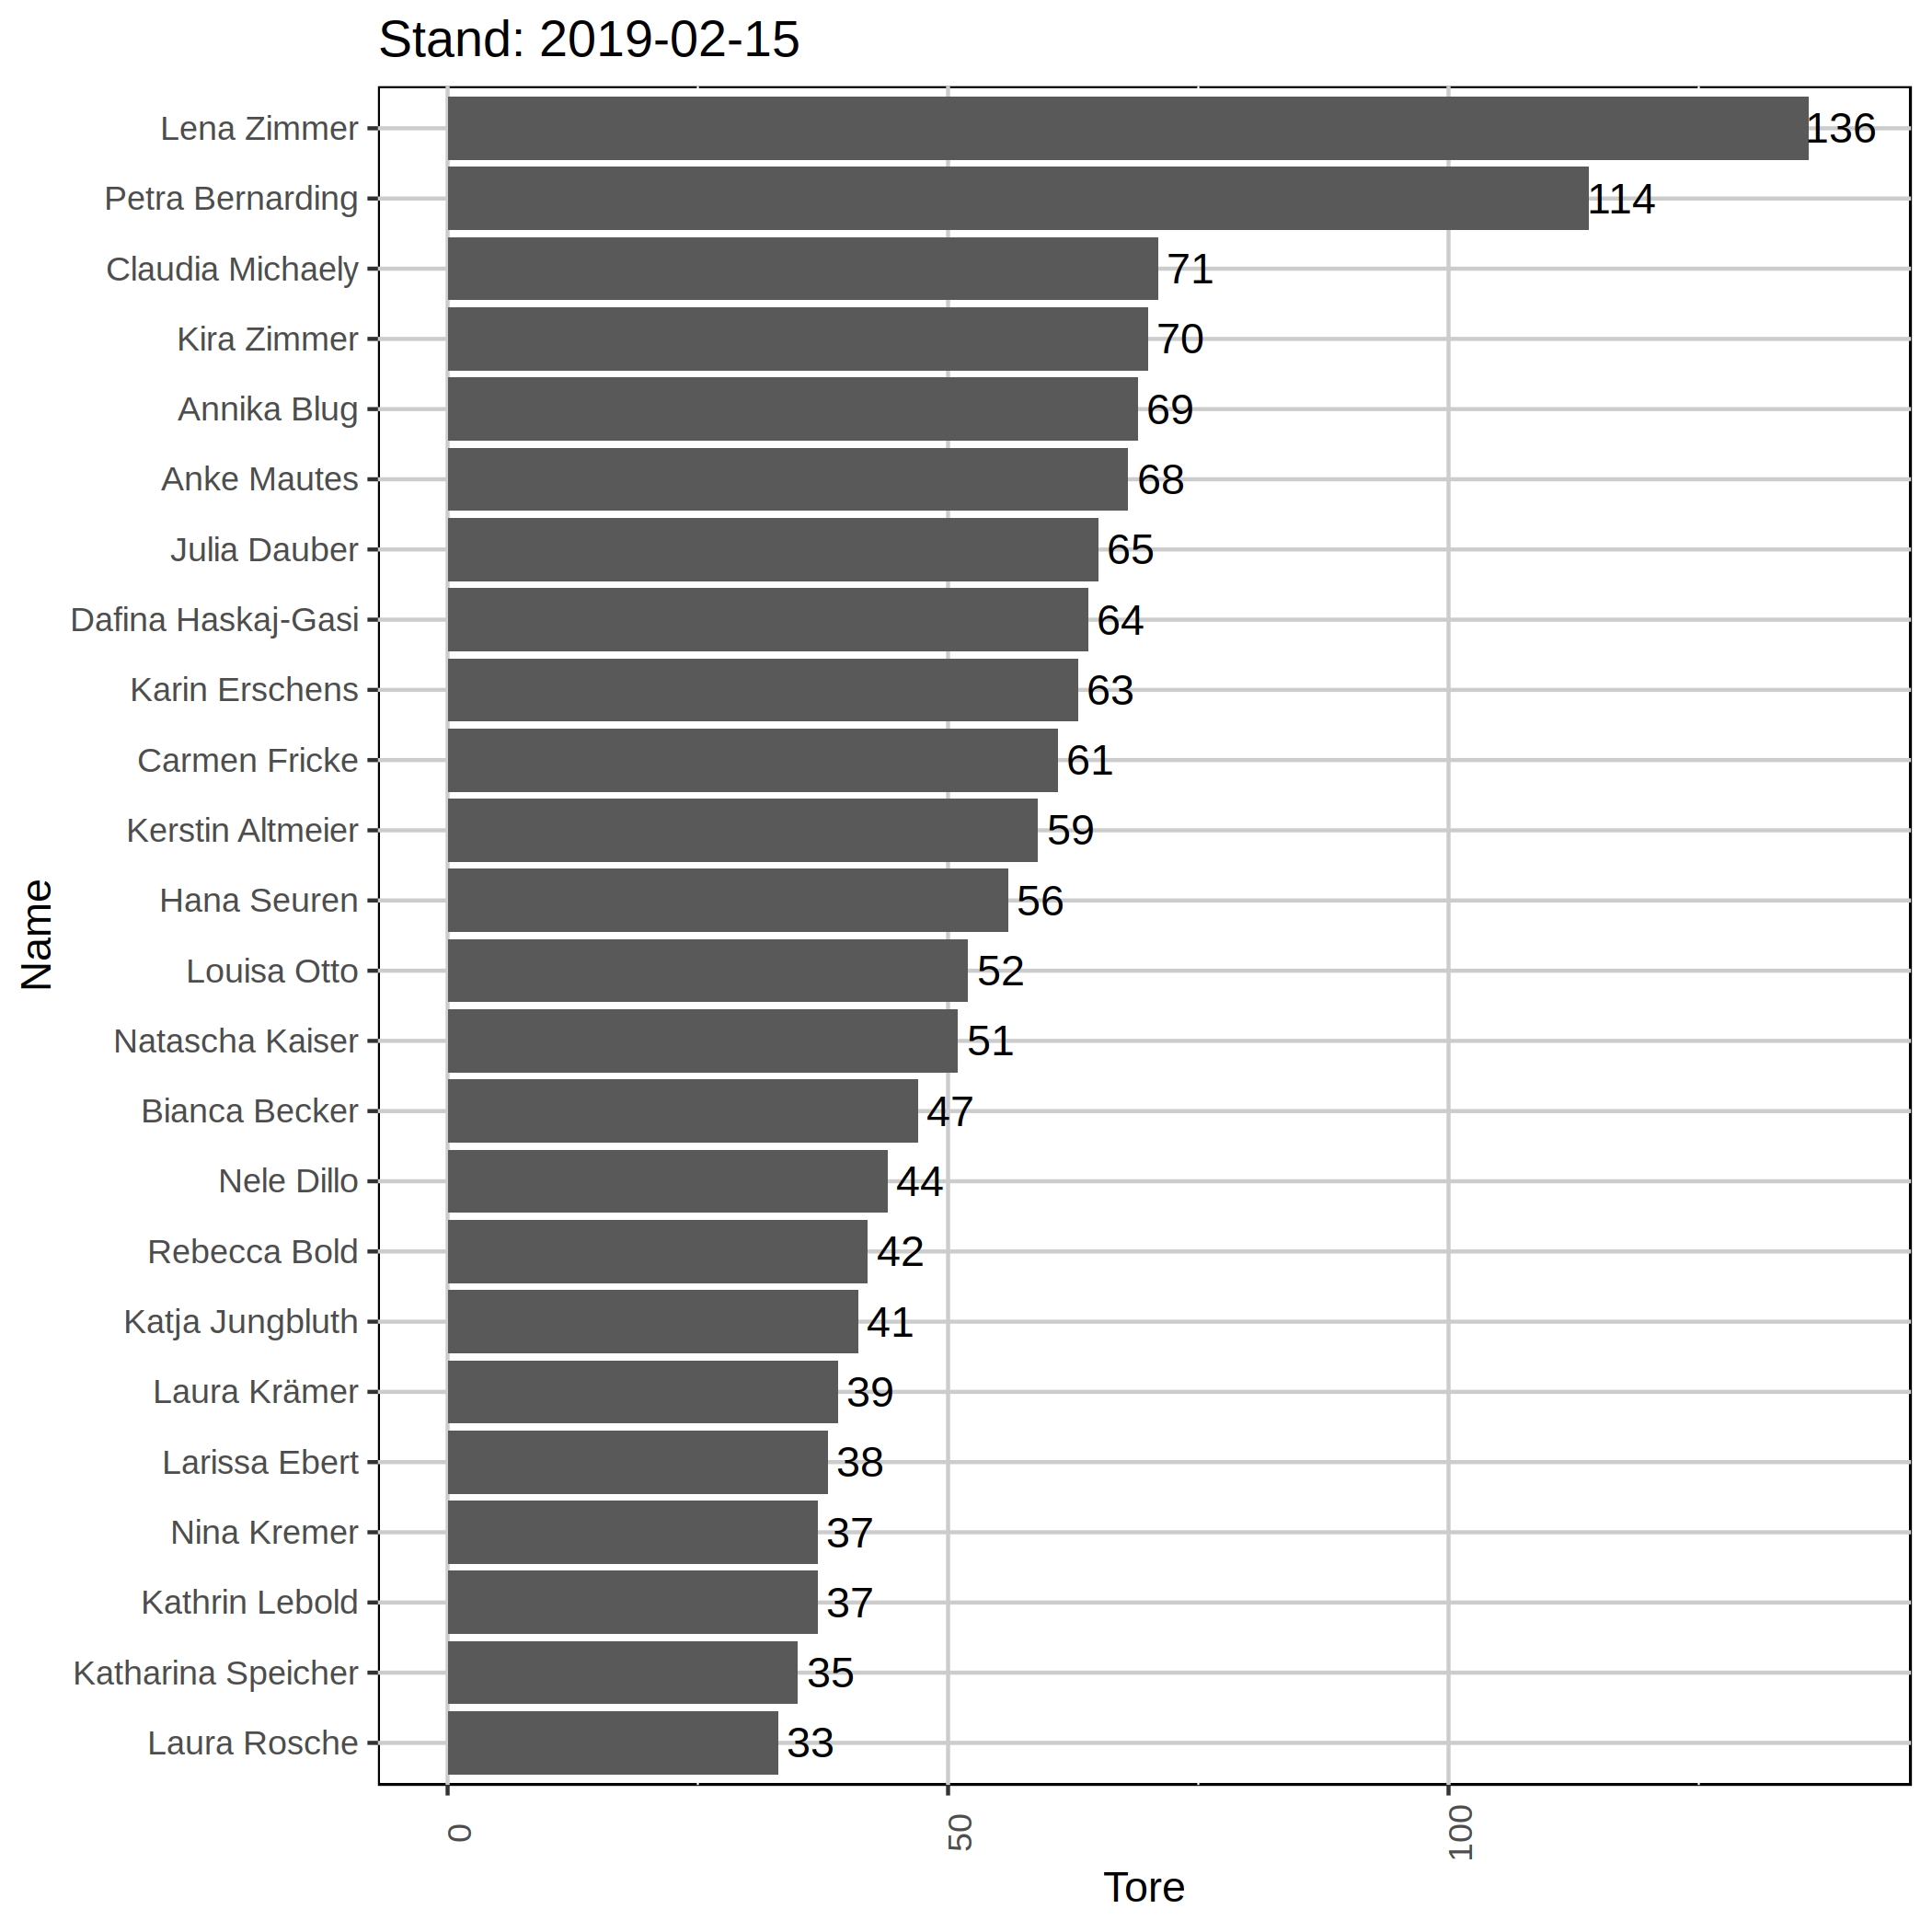 Stand: 2019-02-15
Lena Zimmer 136
Petra Bernarding 114
Claudia Michaely 71
Kira Zimmer 70
Annika Blug 69
Anke Mautes 68
Julia Dauber 65
Dafina Haskaj-Gasi 64
Karin Erschens 63
Carmen Fricke 61
Kerstin Altmeier 59
Hana Seuren 56
Louisa Otto 52
Natascha Kaiser 51
Bianca Becker 47
Nele Dillo 44
Rebecca Bold 42
Katja Jungbluth 41
Laura Krämer 39
Larissa Ebert 38
Nina Kremer 37
Kathrin Lebold 37
Katharina Speicher 35
Laura Rosche 33
Name
0 50 100
Tore